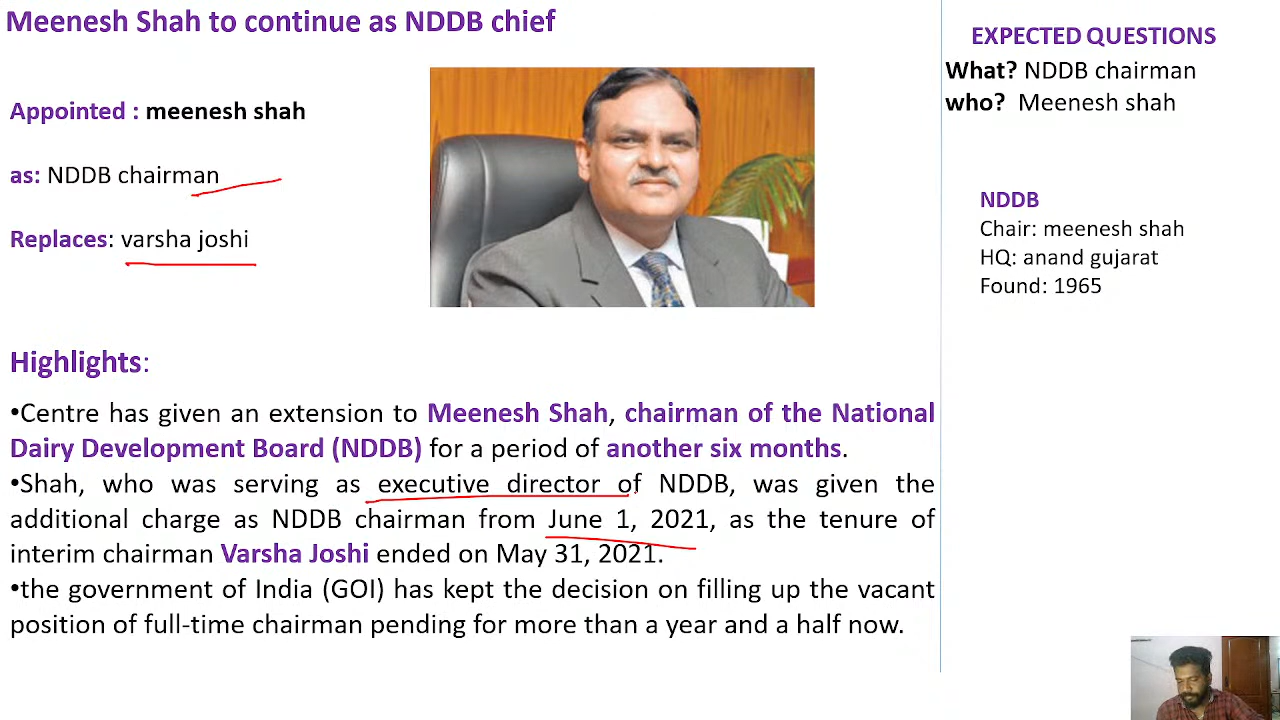 Meenesh Shah to continue as NDDB chief
Appointed : meenesh shah
as: NDDB chairman
Replaces: varsha joshi
Highlights:
•Centre has given an extension to Meenesh Shah, chairman of the National
Dairy Development Board (NDDB) for a period of another six months.
•Shah, who was serving as executive director of NDDB, was given the
additional charge as NDDB chairman from June 1, 2021, as the tenure of
interim chairman Varsha Joshi ended on May 31, 2021.
•the government of India (GOI) has kept the decision on filling up the vacant
position of full-time chairman pending for more than a year and a half now.
EXPECTED QUESTIONS
What? NDDB chairman
who? Meenesh shah
NDDB
Chair: meenesh shah
HQ: anand gujarat
Found: 1965